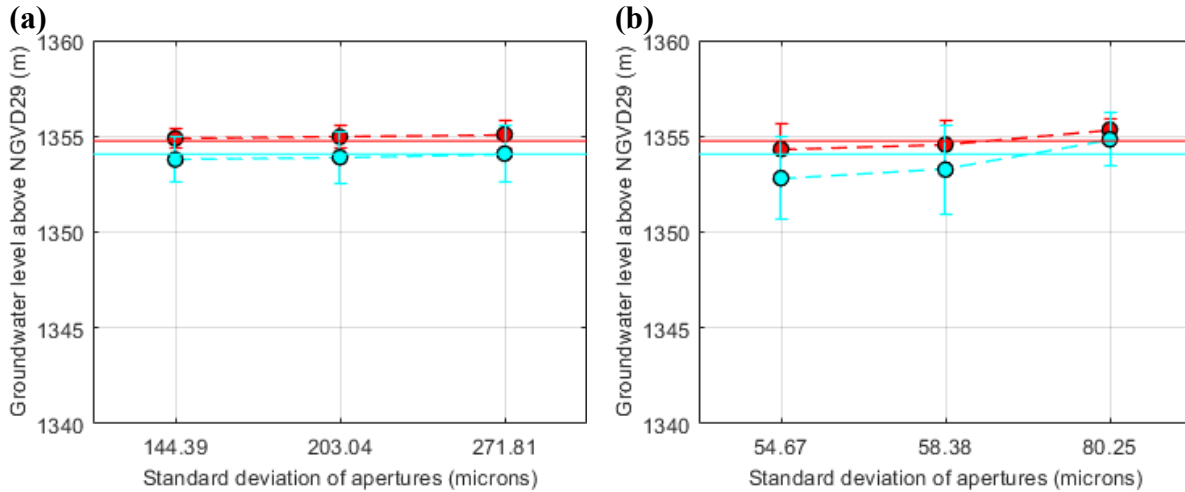 (a)
Groundwater level above NGVD29 (m)
1360
1355
1350
1345
1340
144.39 203.04 271.81
Standard deviation of apertures (microns)
(b)
Groundwater level above NGVD29 (m)
1360
1355
1350
1345
1340
54.67 58.38 80.25
Standard deviation of apertures (microns)